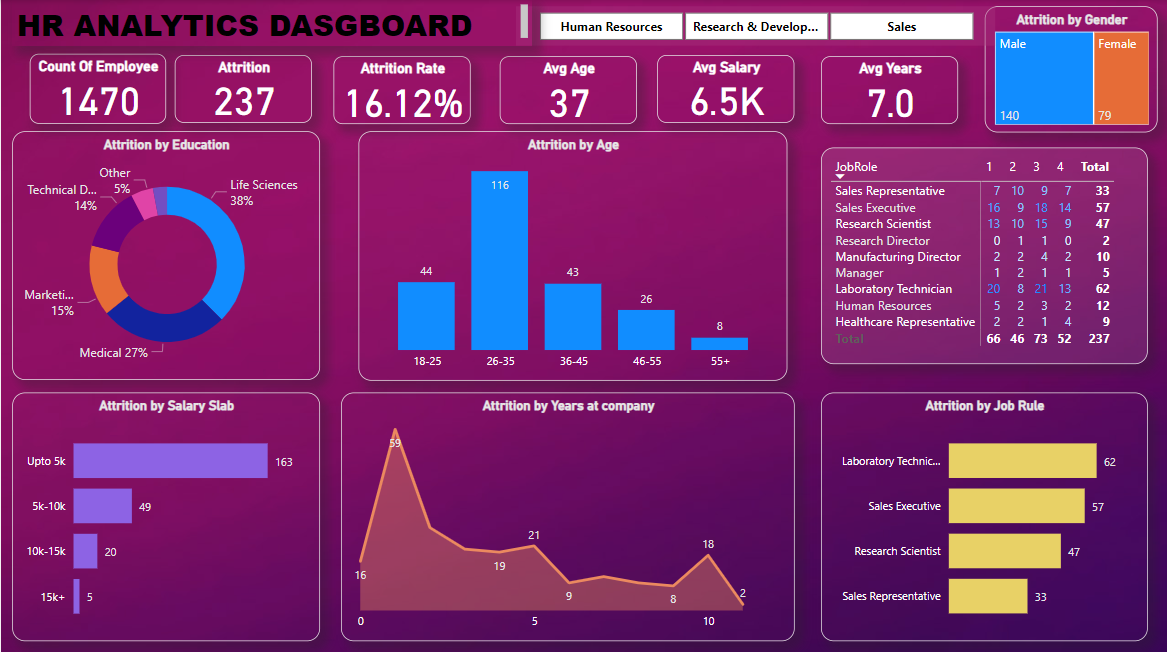 HR ANALYTICS DASGBOARD
Human Resources
Research & Develop...
Sales
Attrition by Gender
Male
Female
140
79
Count Of Employee
1470
Attrition
237
Attrition Rate
16.12%
Avg Age
37
Avg Salary
6.5K
Avg Years
7.0
Attrition by Education
Other
5%
Life Sciences
38%
Technical D...
14%
Marketi...
15%
Medical 27%
Attrition by Age
116
44
43
26
8
18-25 26-35 36-45 46-55 55+
JobRole 1 2 3 4 Total
Sales Representative 7 10 9 7 33
Sales Executive 16 9 18 14 57
Research Scientist 13 10 15 9 47
Research Director 0 1 1 0 2
Manufacturing Director 2 2 4 2 10
Manager 1 2 1 1 5
Laboratory Technician 20 8 21 13 62
Human Resources 5 2 3 2 12
Healthcare Representative 2 2 1 4 9
Total 66 46 73 52 237
Attrition by Salary Slab
Upto 5k 163
5k-10k 49
10k-15k 20
15k+ 5
Attrition by Years at company
59
16
19
21
9
8
18
2
0 5 10
Attrition by Job Rule
Laboratory Technic... 62
Sales Executive 57
Research Scientist 47
Sales Representative 33